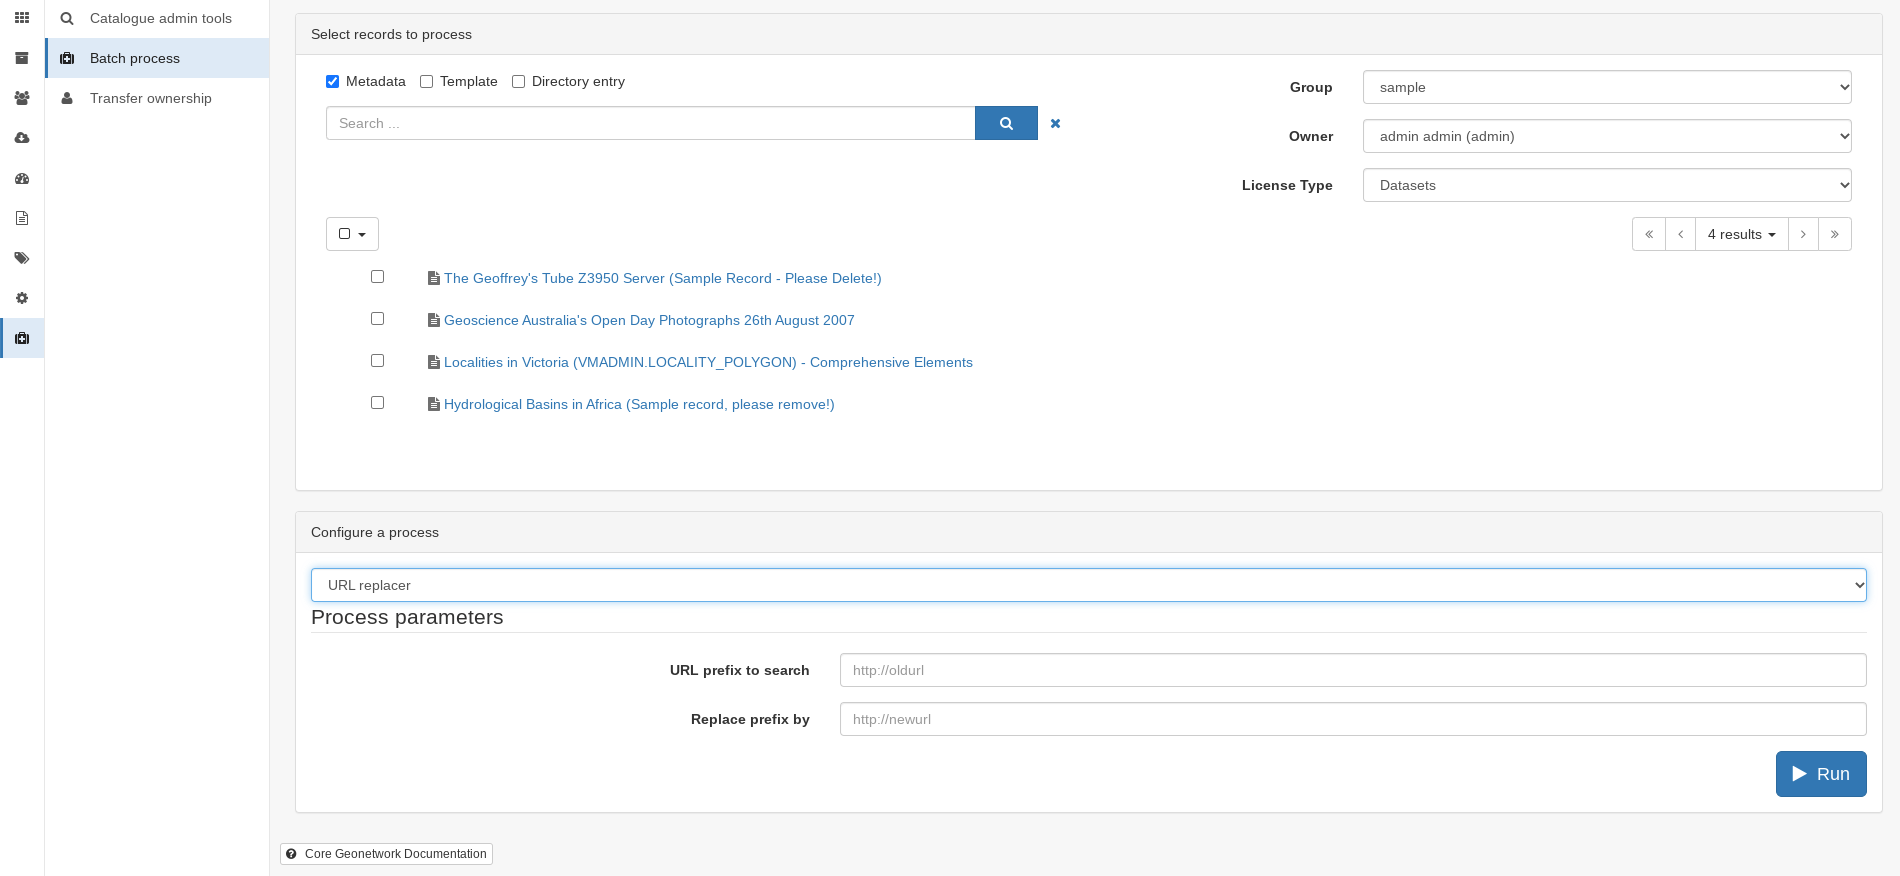 Catalogue admin tools
Batch process
Transfer ownership
Select records to process
Metadata Template Directory entry
Search ...
Group sample
Owner admin admin (admin)
License Type Datasets
4 results
The Geoffrey's Tube Z3950 Server (Sample Record - Please Delete!)
Geoscience Australia's Open Day Photographs 26th August 2007
Localities in Victoria (VMADMIN.LOCALITY_POLYGON) - Comprehensive Elements
Hydrological Basins in Africa (Sample record, please remove!)
Configure a process
URL replacer
Process parameters
URL prefix to search http://oldurl
Replace prefix by http://newurl
Run
Core Geonetwork Documentation